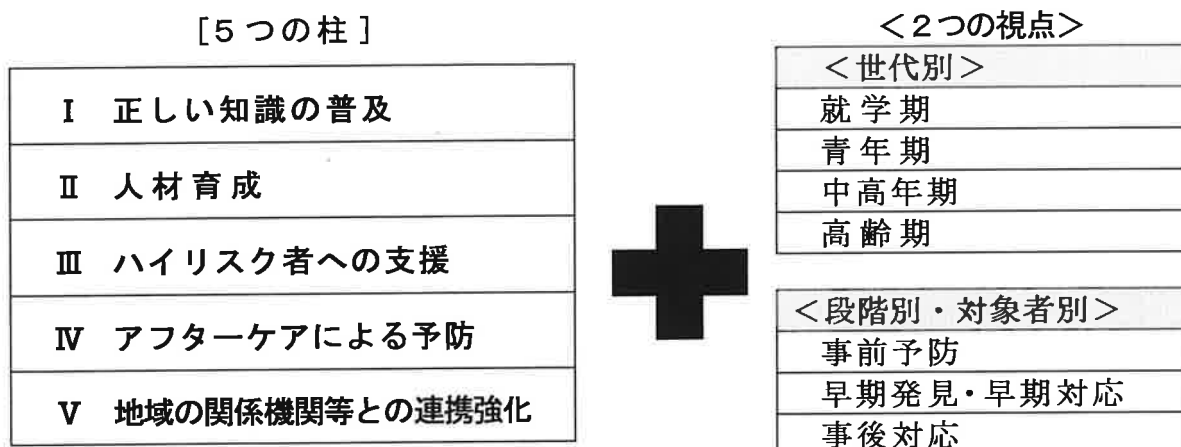 [５つの柱]
Ⅰ 正しい知識の普及
Ⅱ 人材育成
Ⅲ ハイリスク者への支援
Ⅳ アフターケアによる予防
Ⅴ 地域の関係機関等との連携強化
＜２つの視点＞
＜世代別＞
就学期
青年期
中高年期
高齢期
＜段階別・対象者別＞
事前予防
早期発見・早期対応
事後対応